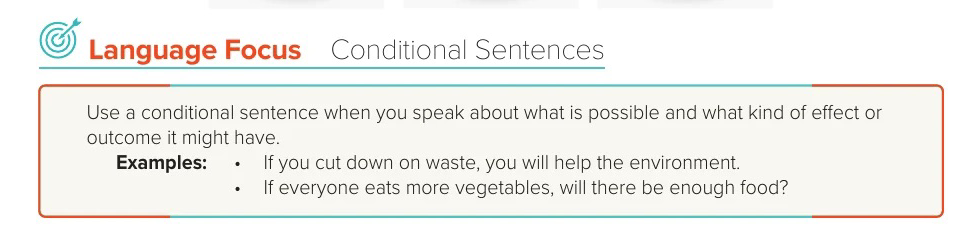 Language Focus Conditional Sentences
Use a conditional sentence when you speak about what is possible and what kind of effect or
outcome it might have.
Examples: • If you cut down on waste, you will help the environment.
• If everyone eats more vegetables, will there be enough food?